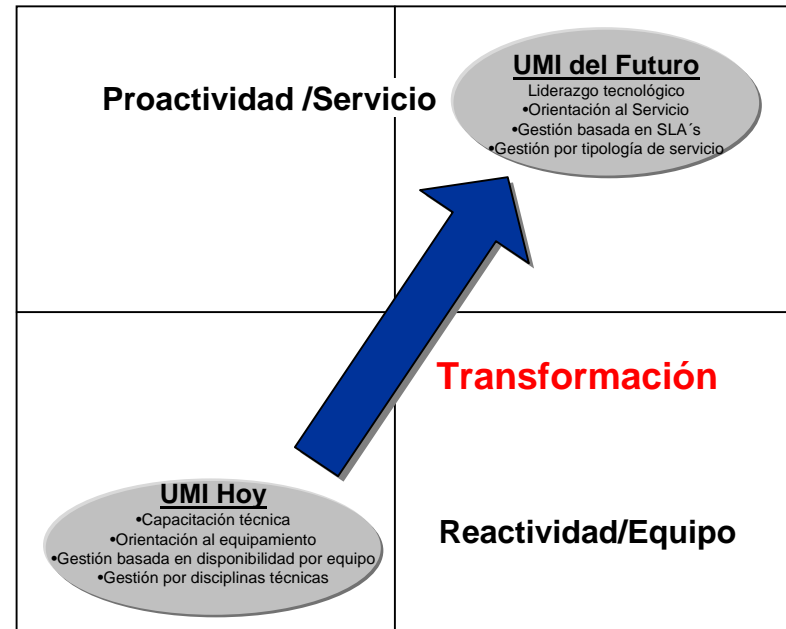 UMI del Futuro
Liderazgo tecnológico
•Orientación al Servicio
•Gestión basada en SLA´s
•Gestión por tipología de servicio
Proactividad /Servicio
Transformación
UMI Hoy
•Capacitación técnica
•Orientación al equipamiento
•Gestión basada en disponibilidad por equipo
•Gestión por disciplinas técnicas
Reactividad/Equipo